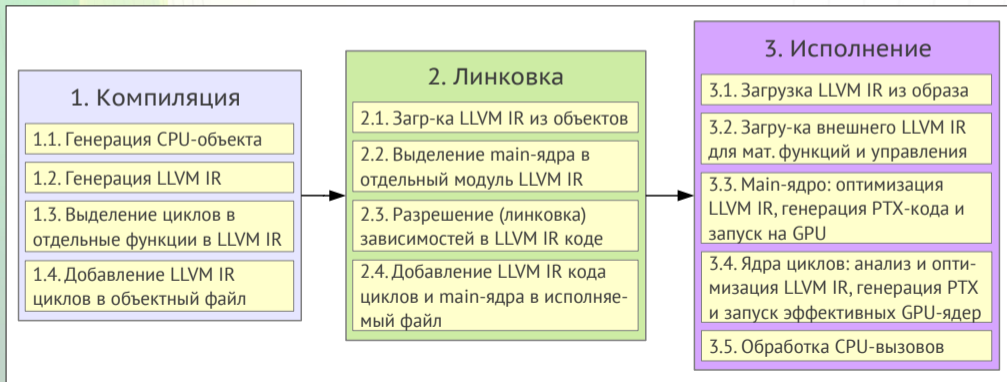 1. Компиляция
1.1. Генерация CPU-объекта
1.2. Генерация LLVM IR
1.3. Выделение циклов в
отдельные функции в LLVM IR
1.4. Добавление LLVM IR
циклов в объектный файл
2. Линковка
2.1. Загр-ка LLVM IR из объектов
2.2. Выделение main-ядра в
отдельный модуль LLVM IR
2.3. Разрешение (линковка)
зависимостей в LLVM IR коде
2.4. Добавление LLVM IR кода
циклов и main-ядра в исполняе-
мый файл
3. Исполнение
3.1. Загрузка LLVM IR из образа
3.2. Загру-ка внешнего LLVM IR
для мат. функций и управления
3.3. Main-ядро: оптимизация
LLVM IR, генерация PTX-кода и
запуск на GPU
3.4. Ядра циклов: анализ и опти-
мизация LLVM IR, генерация PTX
и запуск эффективных GPU-ядер
3.5. Обработка CPU-вызовов